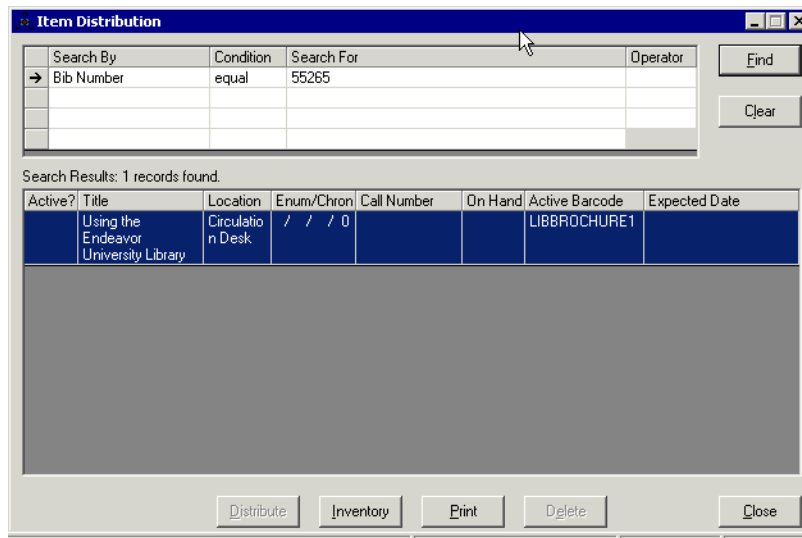 Item Distribution
Search By Condition Search For Operator
Bib Number equal 55265
Find
Clear
Search Results: 1 records found.
Active? Title Location Enum/Chron Call Number On Hand Active Barcode Expected Date
Using the Circulatio / / / 0 LIBBROCHURE1
Endeavor n Desk
University Library
Distribute Inventory Print Delete Close